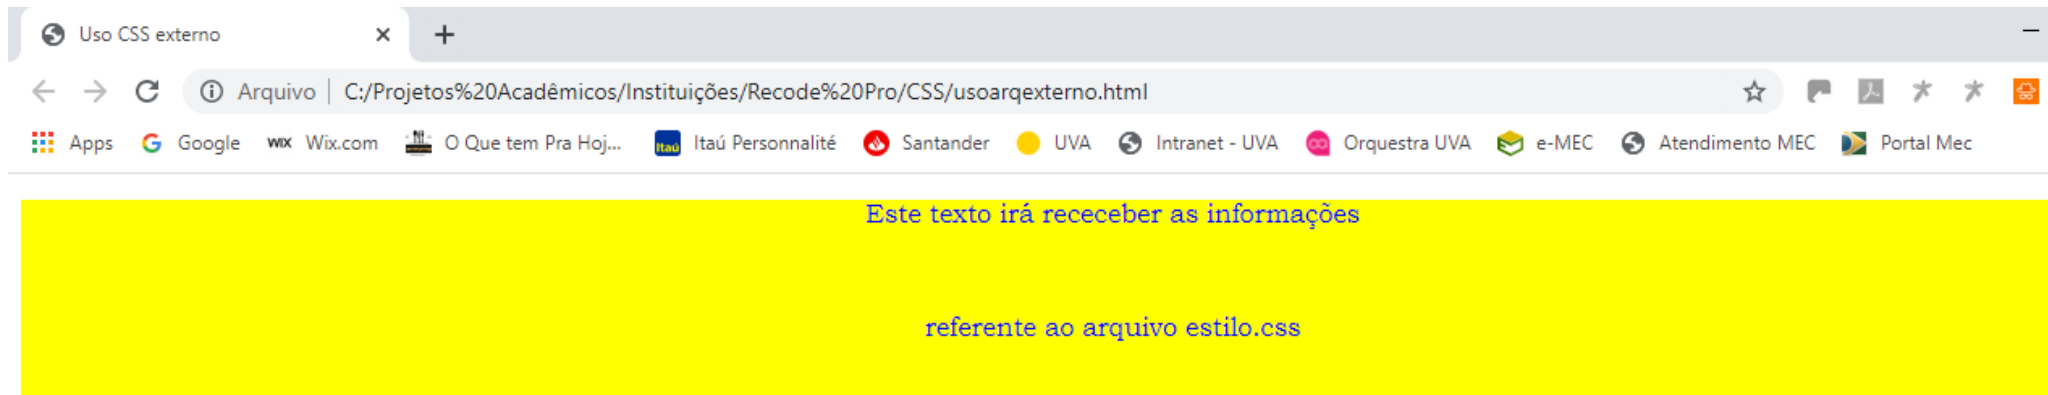 Uso CSS externo
Arquivo | C:/Projetos%20Acadêmicos/Instituições/Recode%20Pro/CSS/usoarqexterno.html
Apps Google WIX Wix.com O Que tem Pra Hoj... Itaú Itaú Personnalité Santander UVA Intranet - UVA Orquestra UVA e-MEC Atendimento MEC Portal Mec
Este texto irá receceber as informações
referente ao arquivo estilo.css